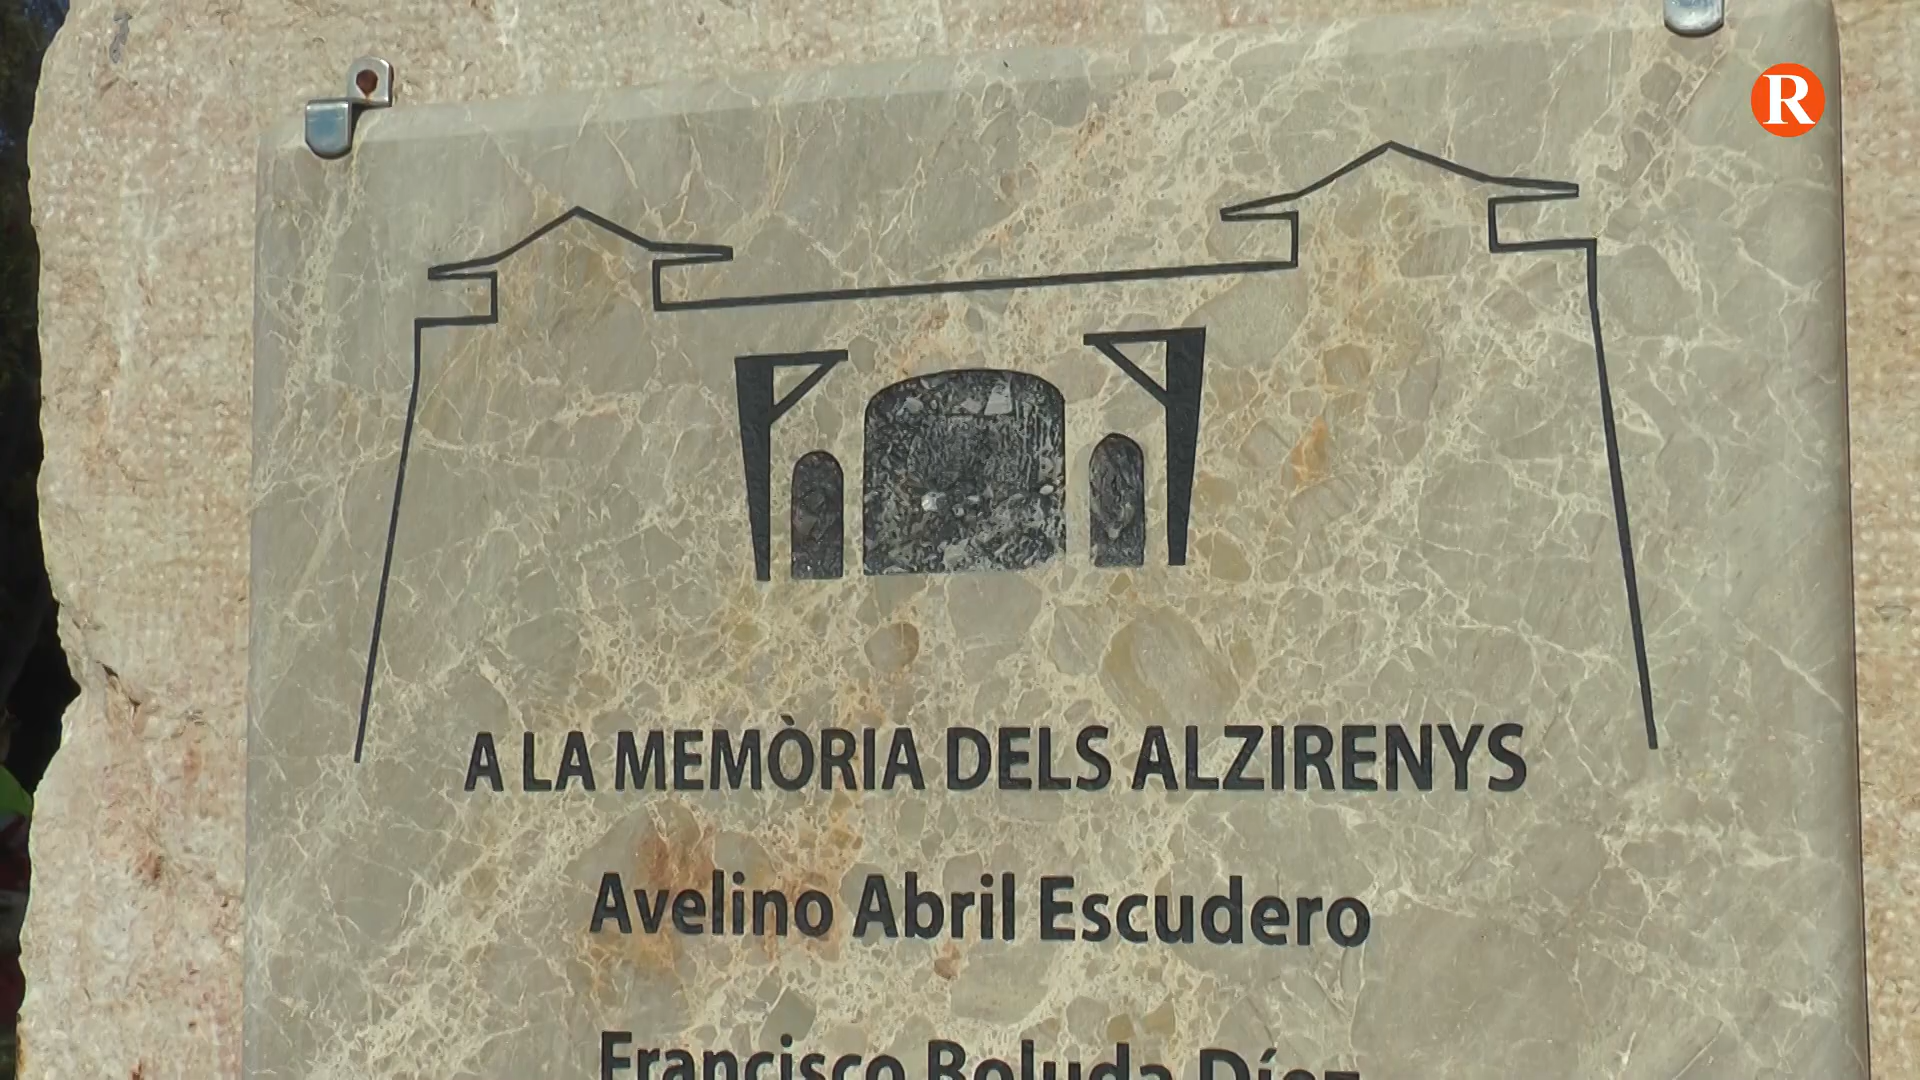 R
A LA MEMÒRIA DELS ALZIRENYS
Avelino Abril Escudero
Francisco Boluda Díez